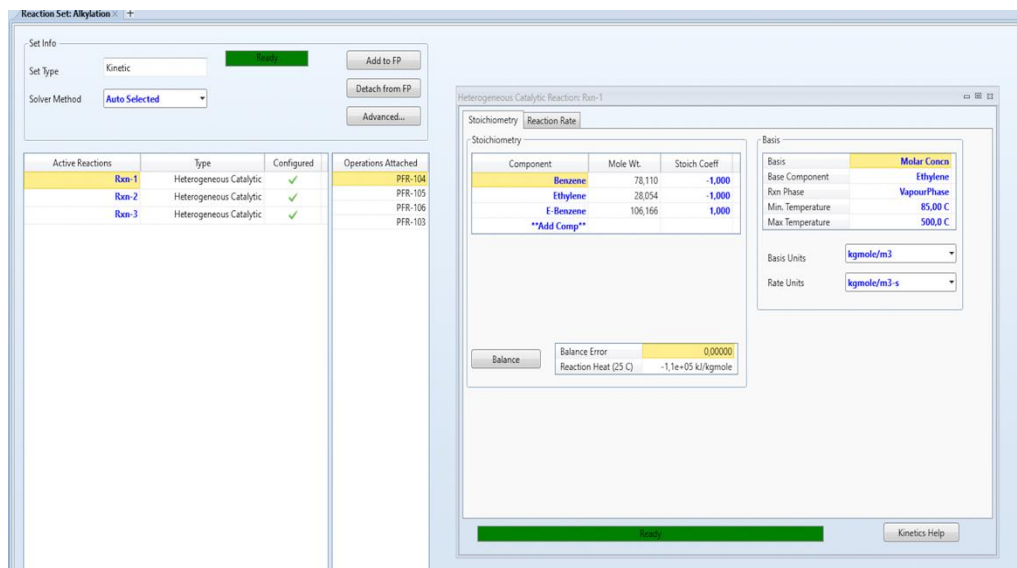 Reaction Set: Alkylation × +
Set Info
Set Type Kinetic
Ready
Solver Method Auto Selected
Add to FP
Detach from FP
Advanced...
Active Reactions Type Configured
Rxn-1 Heterogeneous Catalytic ✓
Rxn-2 Heterogeneous Catalytic ✓
Rxn-3 Heterogeneous Catalytic ✓
Operations Attached
PFR-104
PFR-105
PFR-106
PFR-103
Heterogeneous Catalytic Reaction: Rxn-1
Stoichiometry Reaction Rate
Stoichiometry
Component Mole Wt. Stoich Coeff
Benzene 78,110 -1,000
Ethylene 28,054 -1,000
E-Benzene 106,166 1,000
**Add Comp**
Balance
Balance Error 0,00000
Reaction Heat (25 C) -1,1e+05 kJ/kgmole
Basis
Basis Molar Concn
Base Component Ethylene
Rxn Phase VapourPhase
Min. Temperature 85,00 C
Max Temperature 500,0 C
Basis Units kgmole/m3
Rate Units kgmole/m3-s
Ready
Kinetics Help